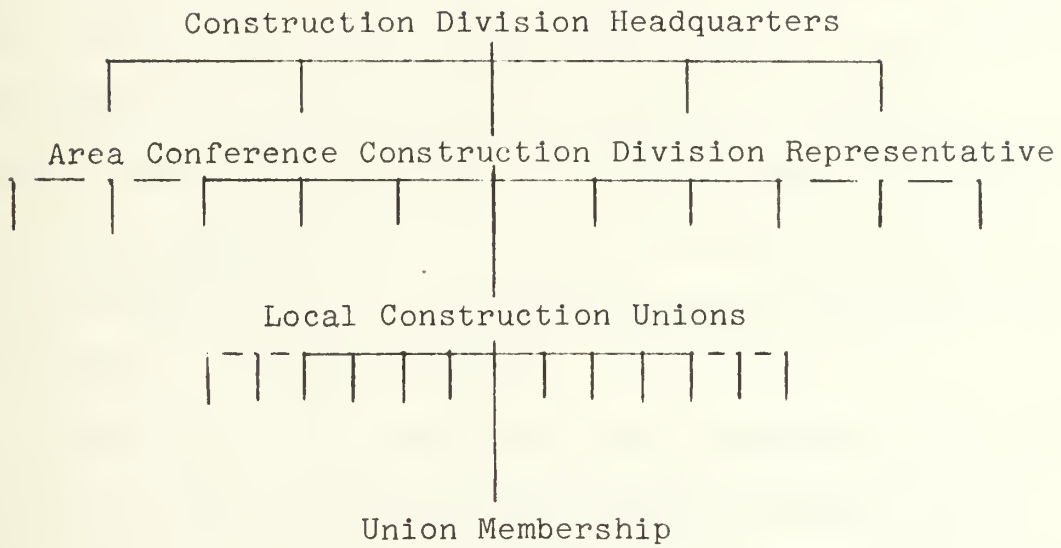 Construction Division Headquarters
Area Conference Construction Division Representative
Local Construction Unions
Union Membership